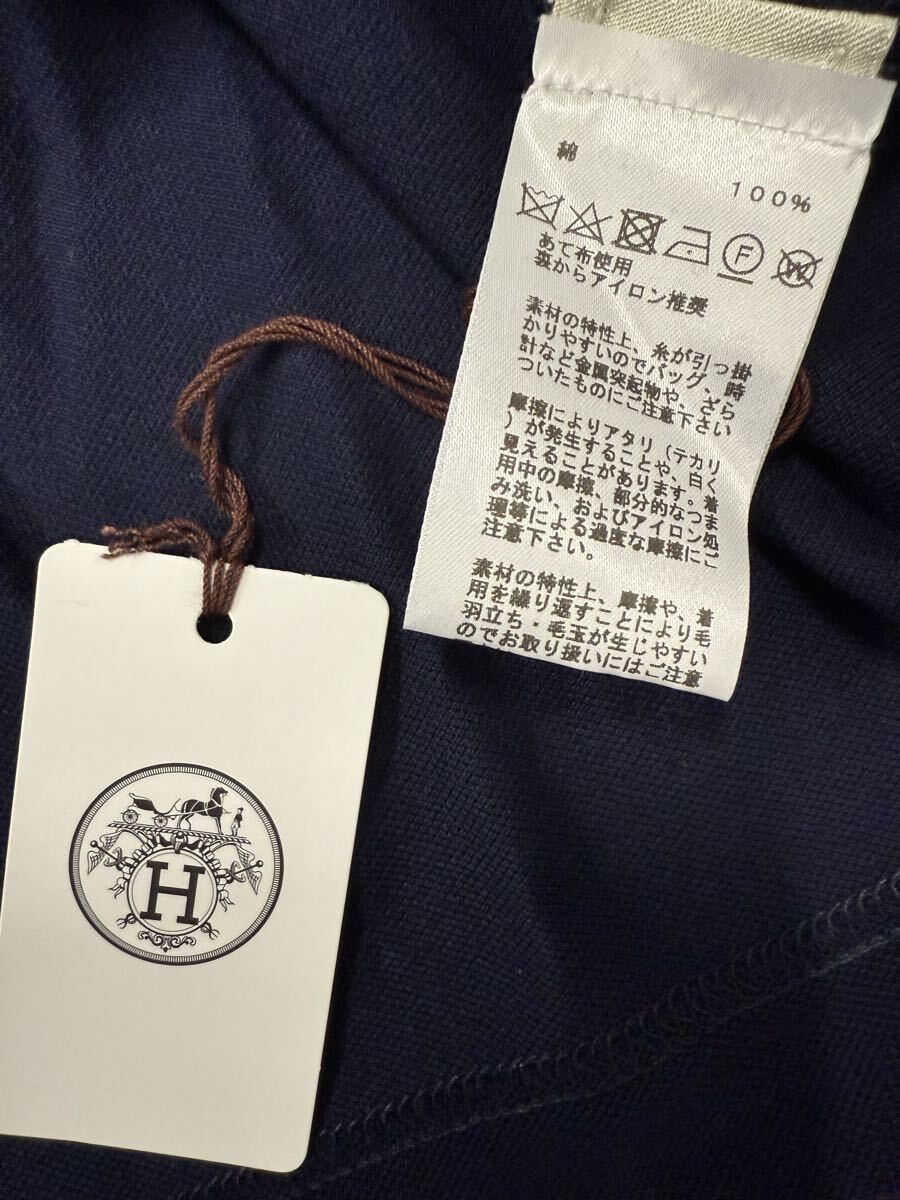 綿
100%
F
W
あて布使用
裏からアイロン推奨
素材の特性上、糸が引っ掛
かりやすいのでバッグ、時
計など金属突起物や、ざら
ついたものにご注意下さい
摩擦によりアタリ（テカリ
）が発生することや、白く
見えることがあります。着
用中の摩擦、部分的なつま
み洗い、およびアイロン処
理等による過度な摩擦にご
注意下さい。
素材の特性上、摩擦や、着
用を繰り返すことにより毛
羽立ち・毛玉が生じやすい
のでお取り扱いにはご注意
H